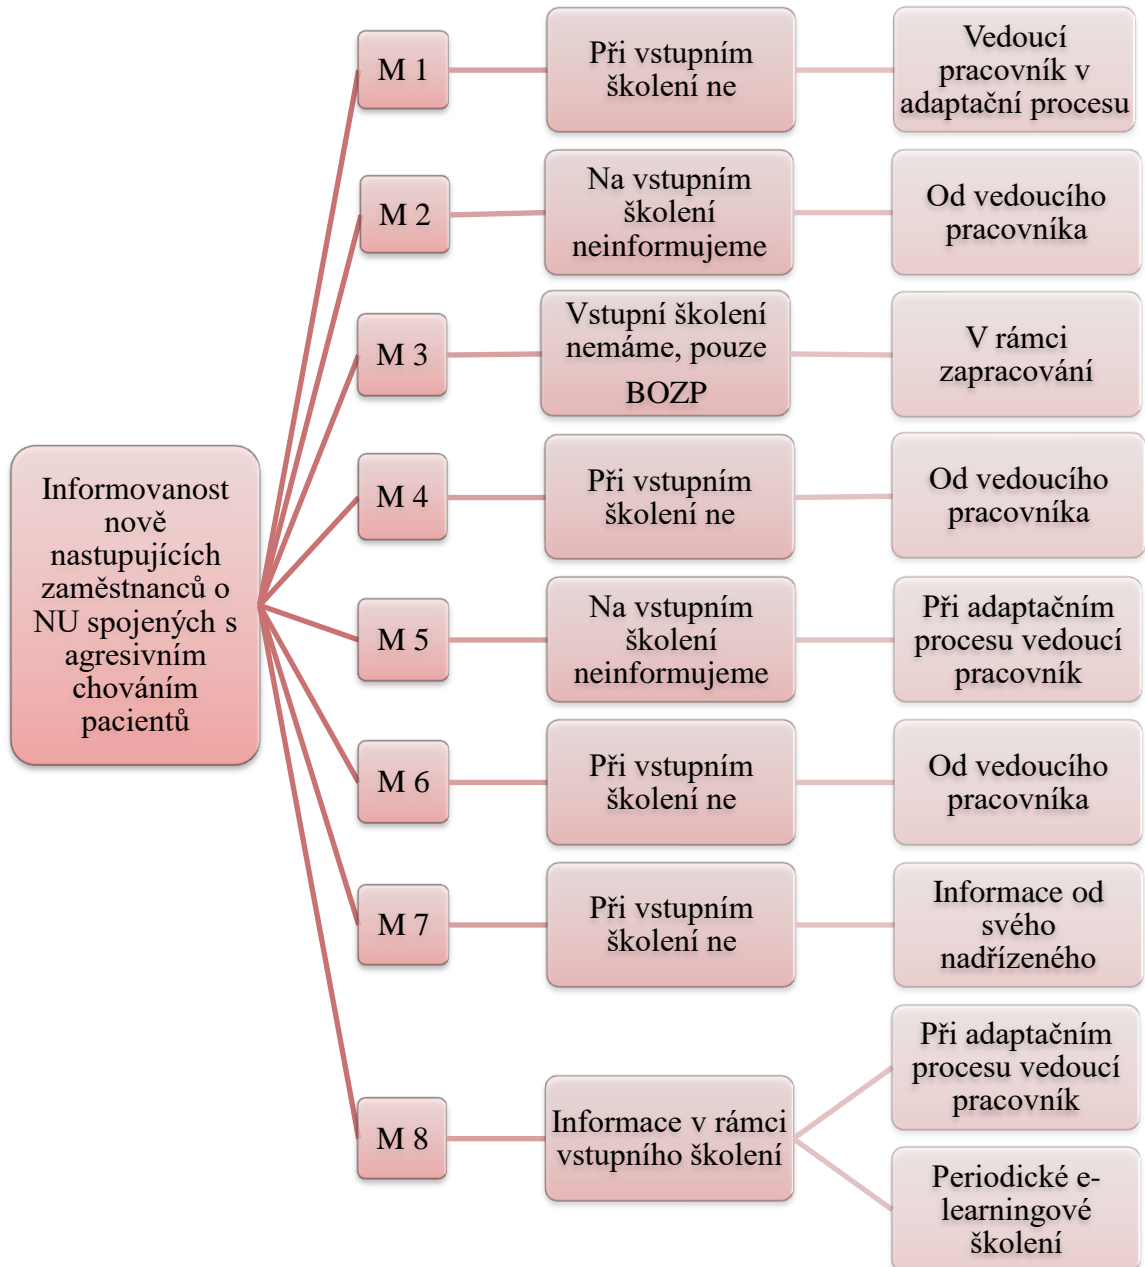 Informovanost
nově
nastupujících
zaměstnanců o
NU spojených s
agresivním
chováním
pacientů
M 1
Při vstupním
školení ne
Vedoucí
pracovník v
adaptační procesu
M 2
Na vstupním
školení
neinformujeme
Od vedoucího
pracovníka
M 3
Vstupní školení
nemáme, pouze
BOZP
V rámci
zapracování
M 4
Při vstupním
školení ne
Od vedoucího
pracovníka
M 5
Na vstupním
školení
neinformujeme
Při adaptačním
procesu vedoucí
pracovník
M 6
Při vstupním
školení ne
Od vedoucího
pracovníka
M 7
Při vstupním
školení ne
Informace od
svého
nadřízeného
M 8
Informace v rámci
vstupního školení
Při adaptačním
procesu vedoucí
pracovník
Periodické e-
learningové
školení